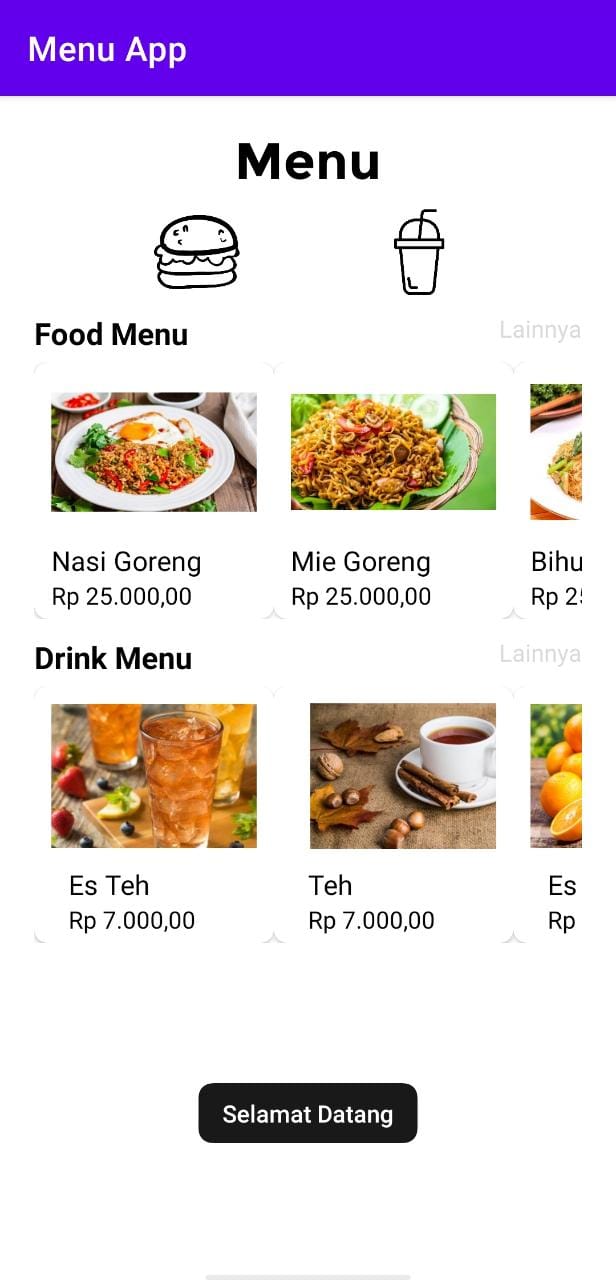 Menu App
Menu
Food Menu
Lainnya
Nasi Goreng
Rp 25.000,00
Mie Goreng
Rp 25.000,00
Bihu
Rp 25
Drink Menu
Lainnya
Es Teh
Rp 7.000,00
Teh
Rp 7.000,00
Es
Rp
Selamat Datang